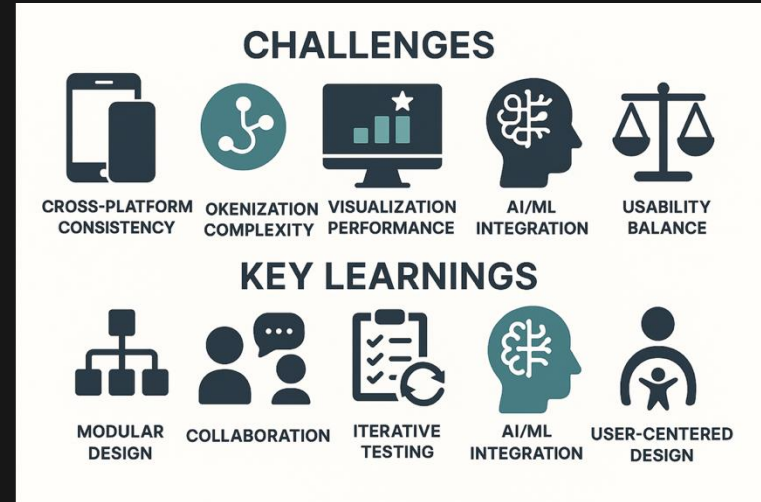 CHALLENGES
CROSS-PLATFORM
CONSISTENCY
OKENIZATION
COMPLEXITY
VISUALIZATION
PERFORMANCE
AI/ML
INTEGRATION
USABILITY
BALANCE
KEY LEARNINGS
MODULAR
DESIGN
COLLABORATION
ITERATIVE
TESTING
AI/ML
INTEGRATION
USER-CENTERED
DESIGN